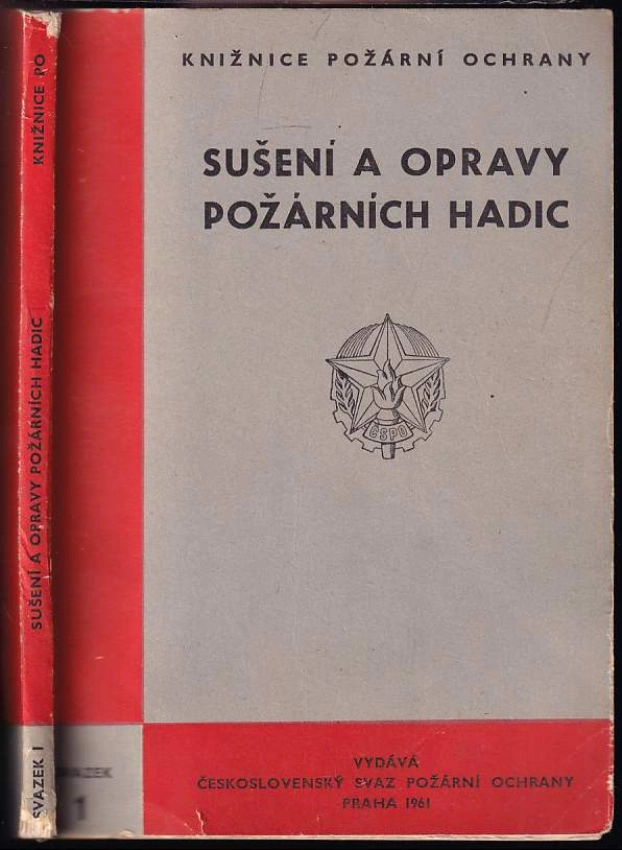 KNIŽNICE POŽÁRNÍ OCHRANY
SUŠENÍ A OPRAVY
POŽÁRNÍCH HADIC
ČSPO
VYDÁVÁ
ČESKOSLOVENSKÝ SVAZ POŽÁRNÍ OCHRANY
PRAHA 1961
KNIŽNICE PO
SUŠENÍ A OPRAVY POŽÁRNÍCH HADIC
SVAZEK I
SVAZEK
1